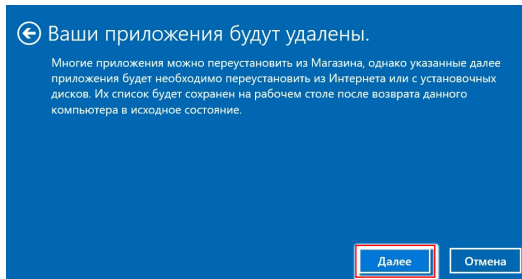 Ваши приложения будут удалены.
Многие приложения можно переустановить из Магазина, однако указанные далее
приложения будет необходимо переустановить из Интернета или с установочных
дисков. Их список будет сохранен на рабочем столе после возврата данного
компьютера в исходное состояние.
Далее
Отмена